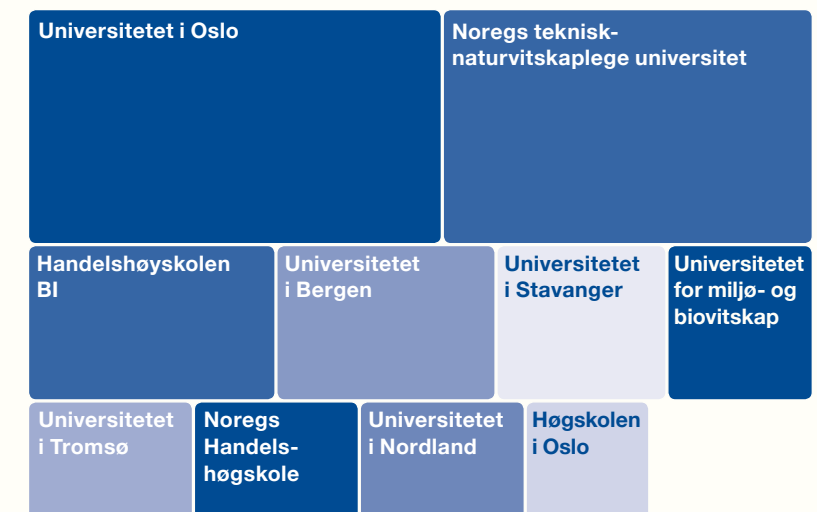 Universitetet i Oslo
Noregs teknisk-
naturvitskaplege universitet
Handelshøyskolen
BI
Universitetet
i Bergen
Universitetet
i Stavanger
Universitetet
for miljø- og
biovitskap
Universitetet
i Tromsø
Noregs
Handels-
høgskole
Universitetet
i Nordland
Høgskolen
i Oslo